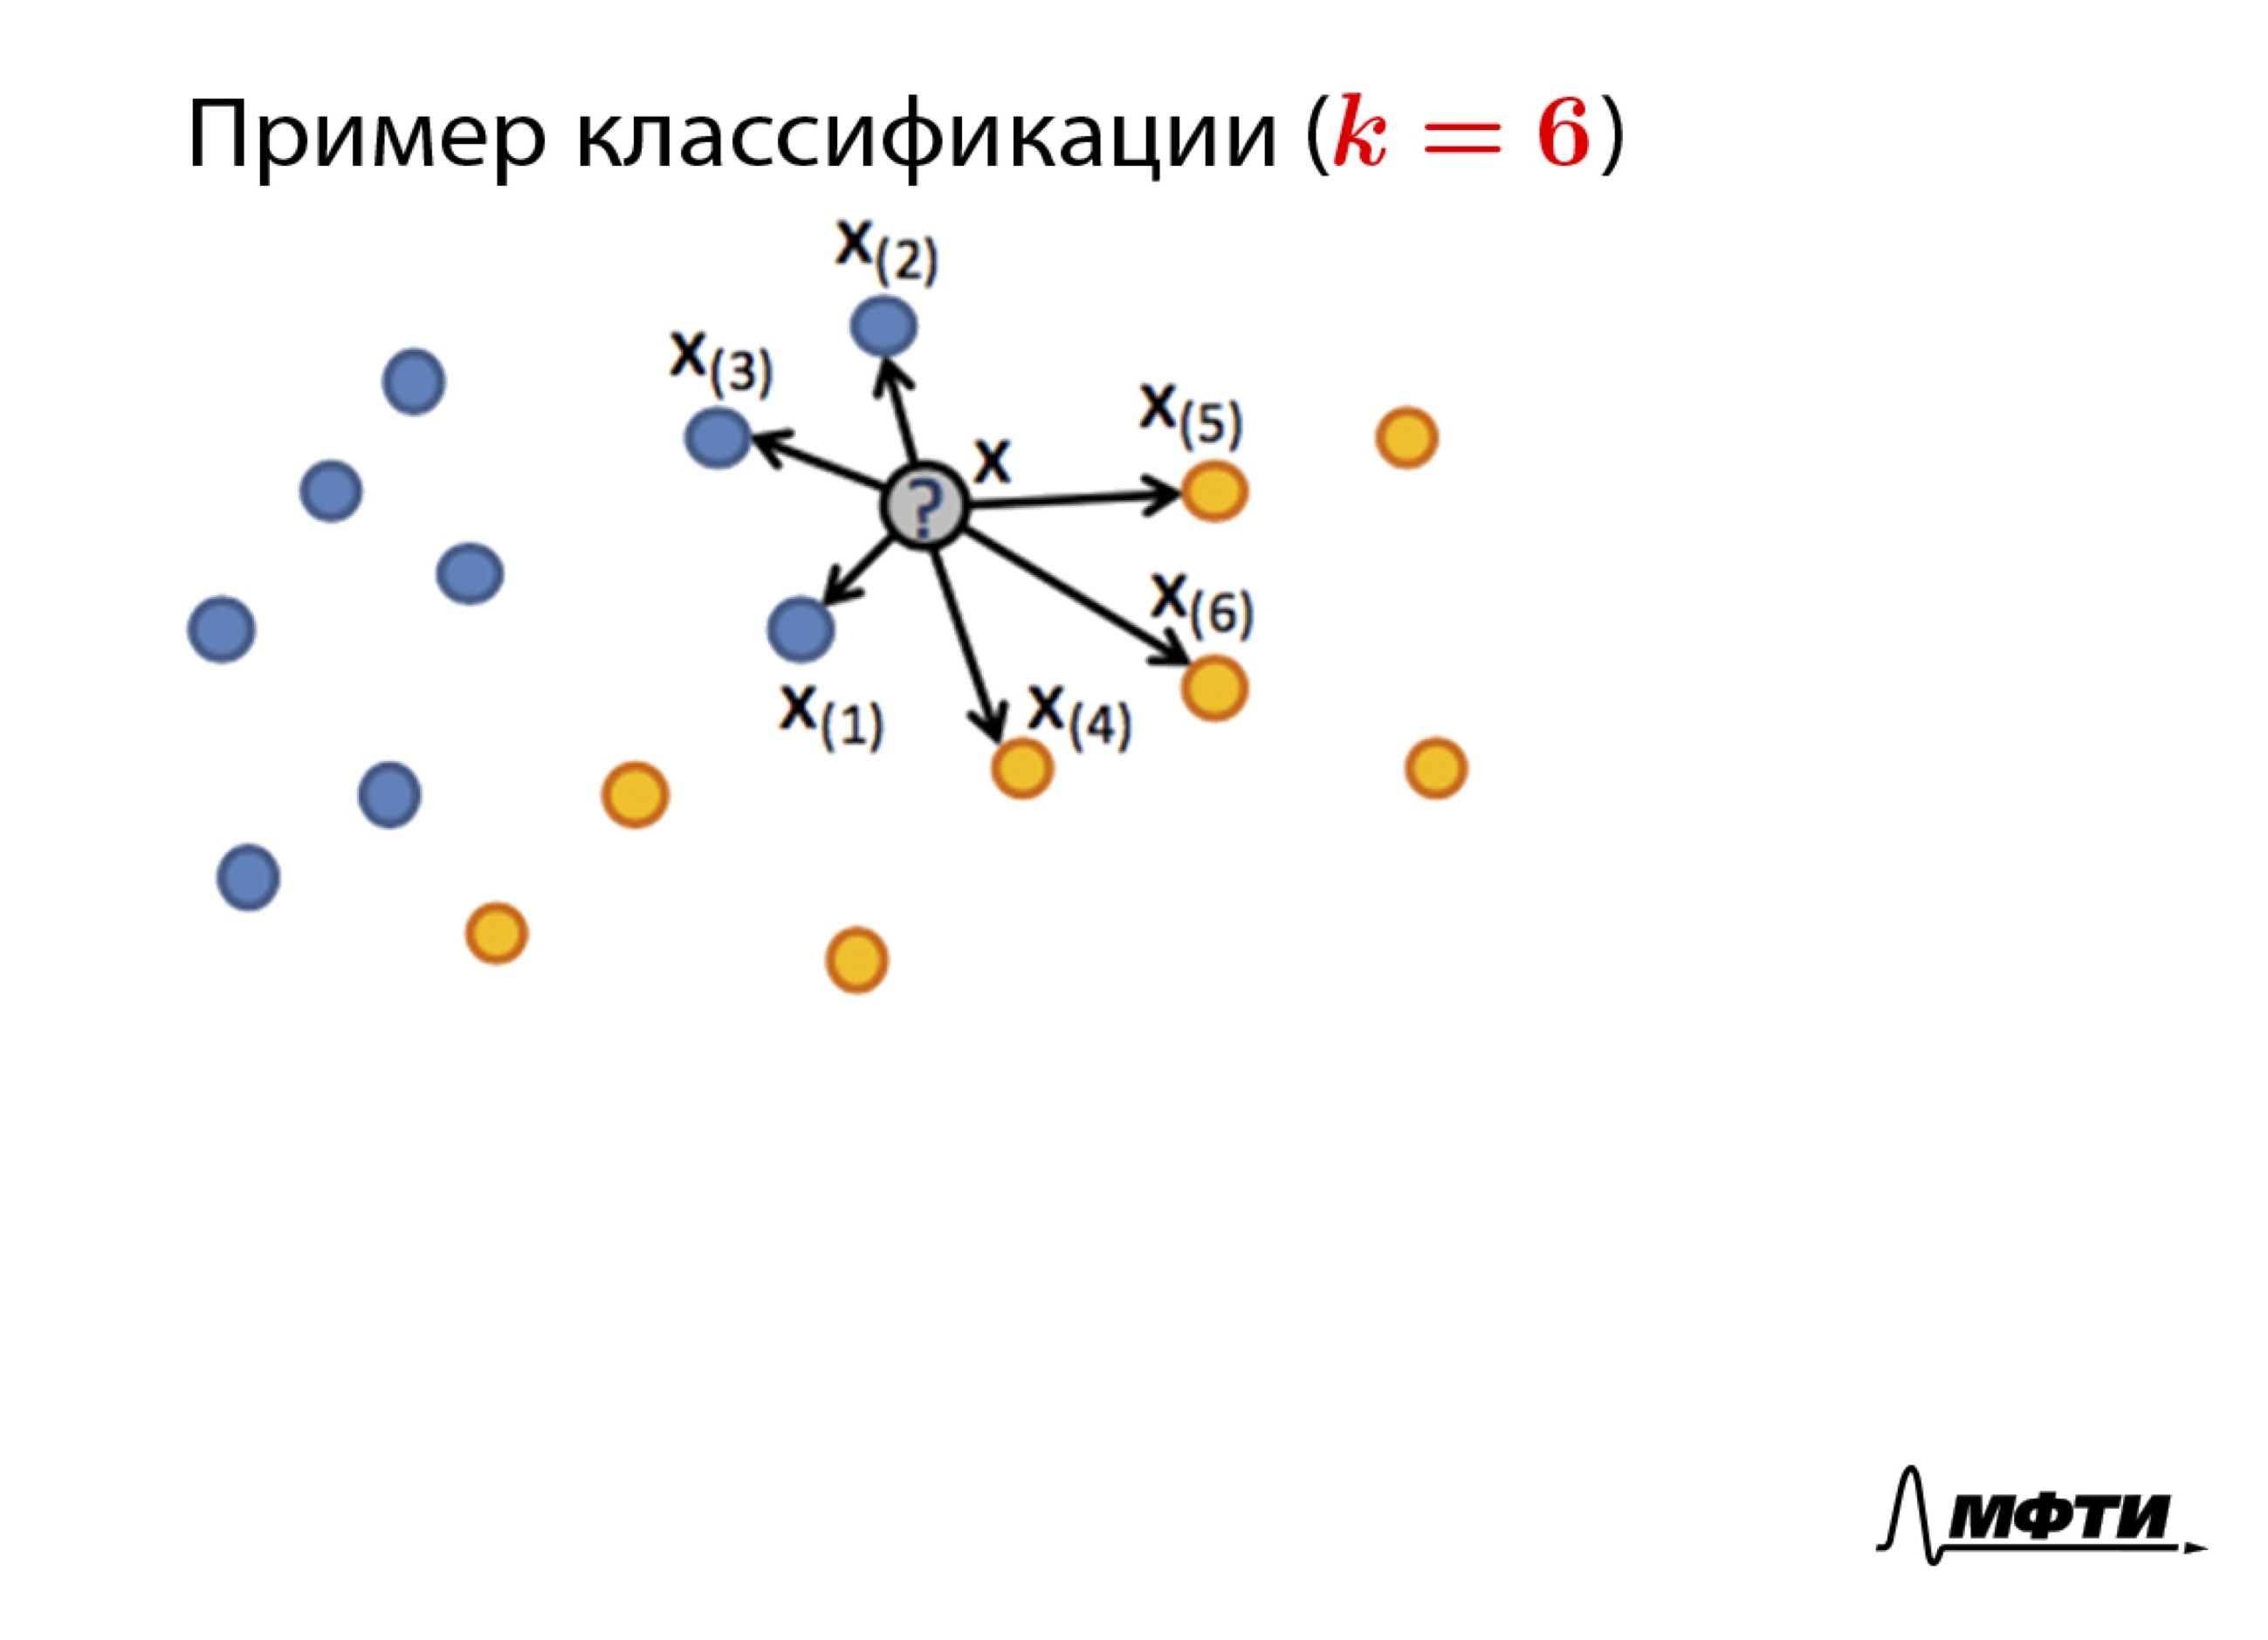 Пример классификации (k = 6)
x(2)
x(3)
x(5)
x
?
x(6)
x(1)
x(4)
МФТИ